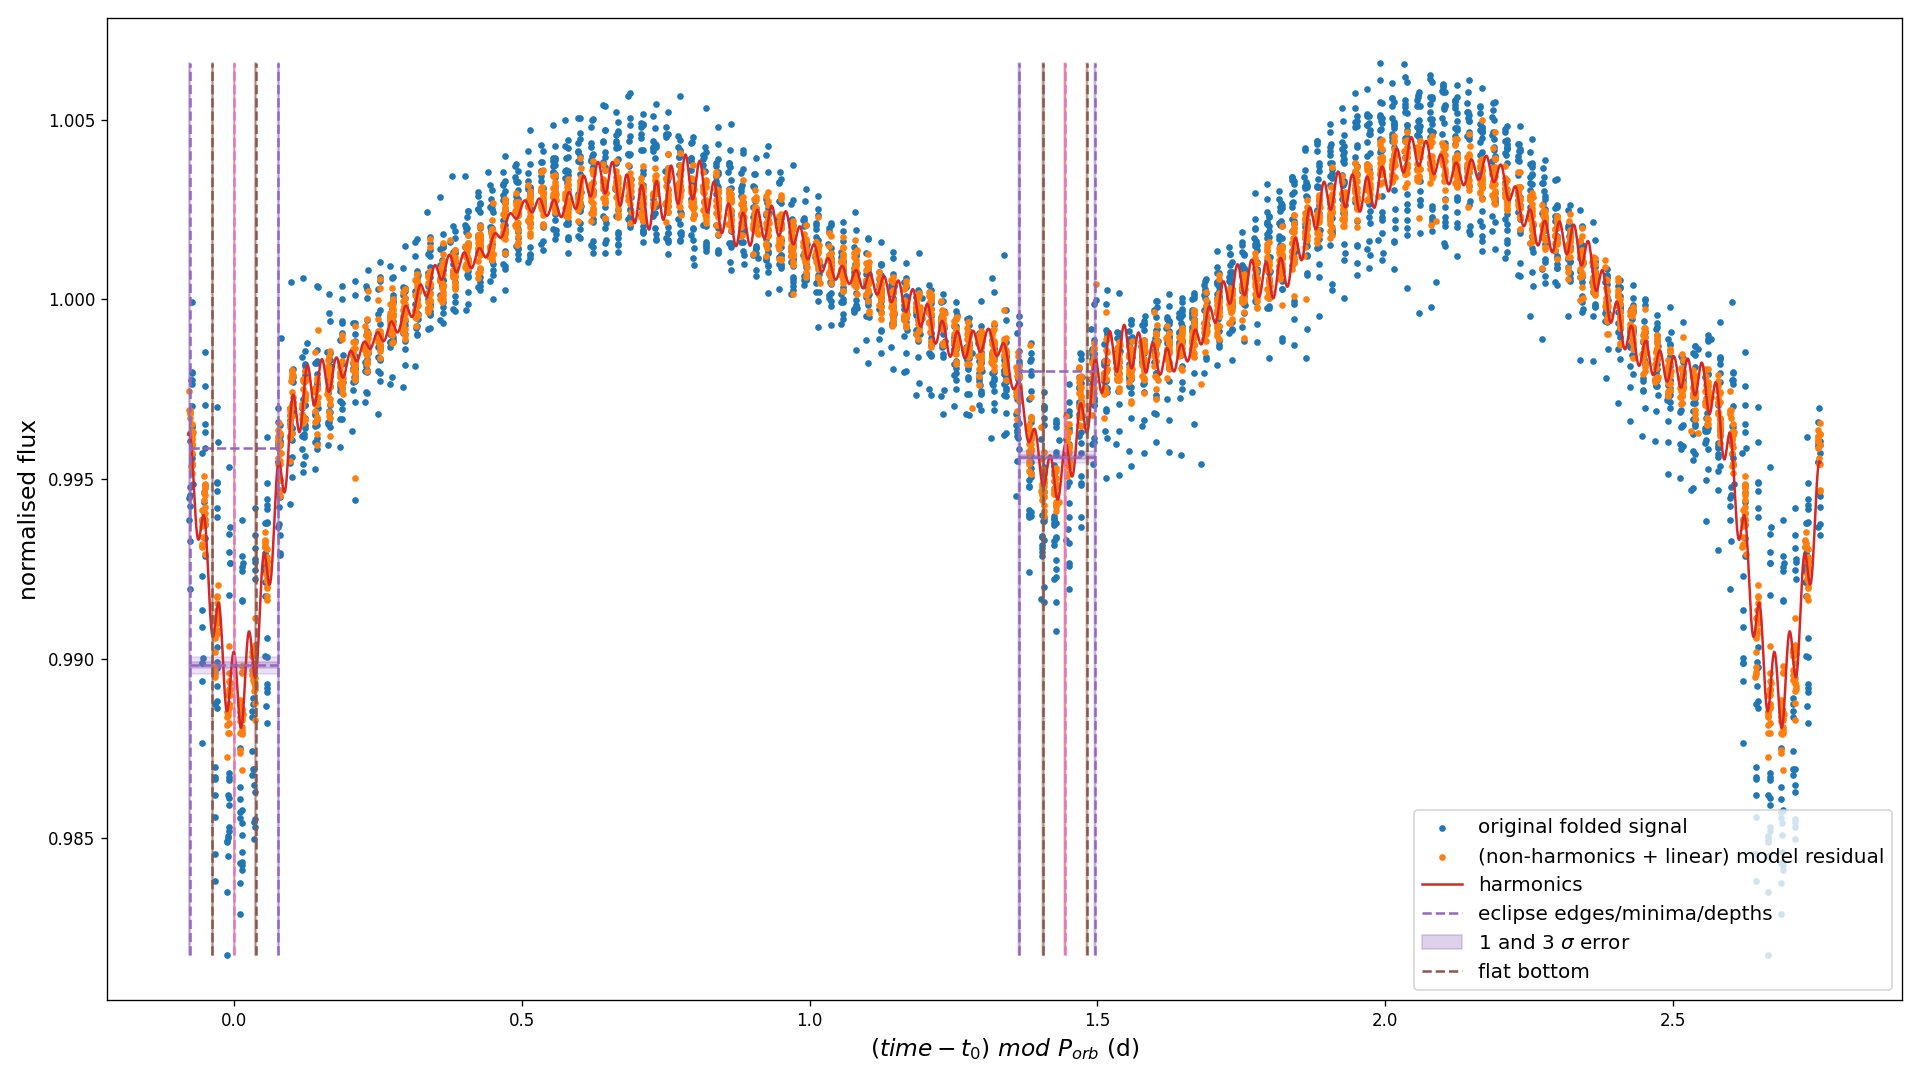 normalised flux
1.005
1.000
0.995
0.990
0.985
0.0 0.5 1.0 1.5 2.0 2.5
(time − t₀) mod P_orb (d)
original folded signal
(non-harmonics + linear) model residual
harmonics
eclipse edges/minima/depths
1 and 3 σ error
flat bottom